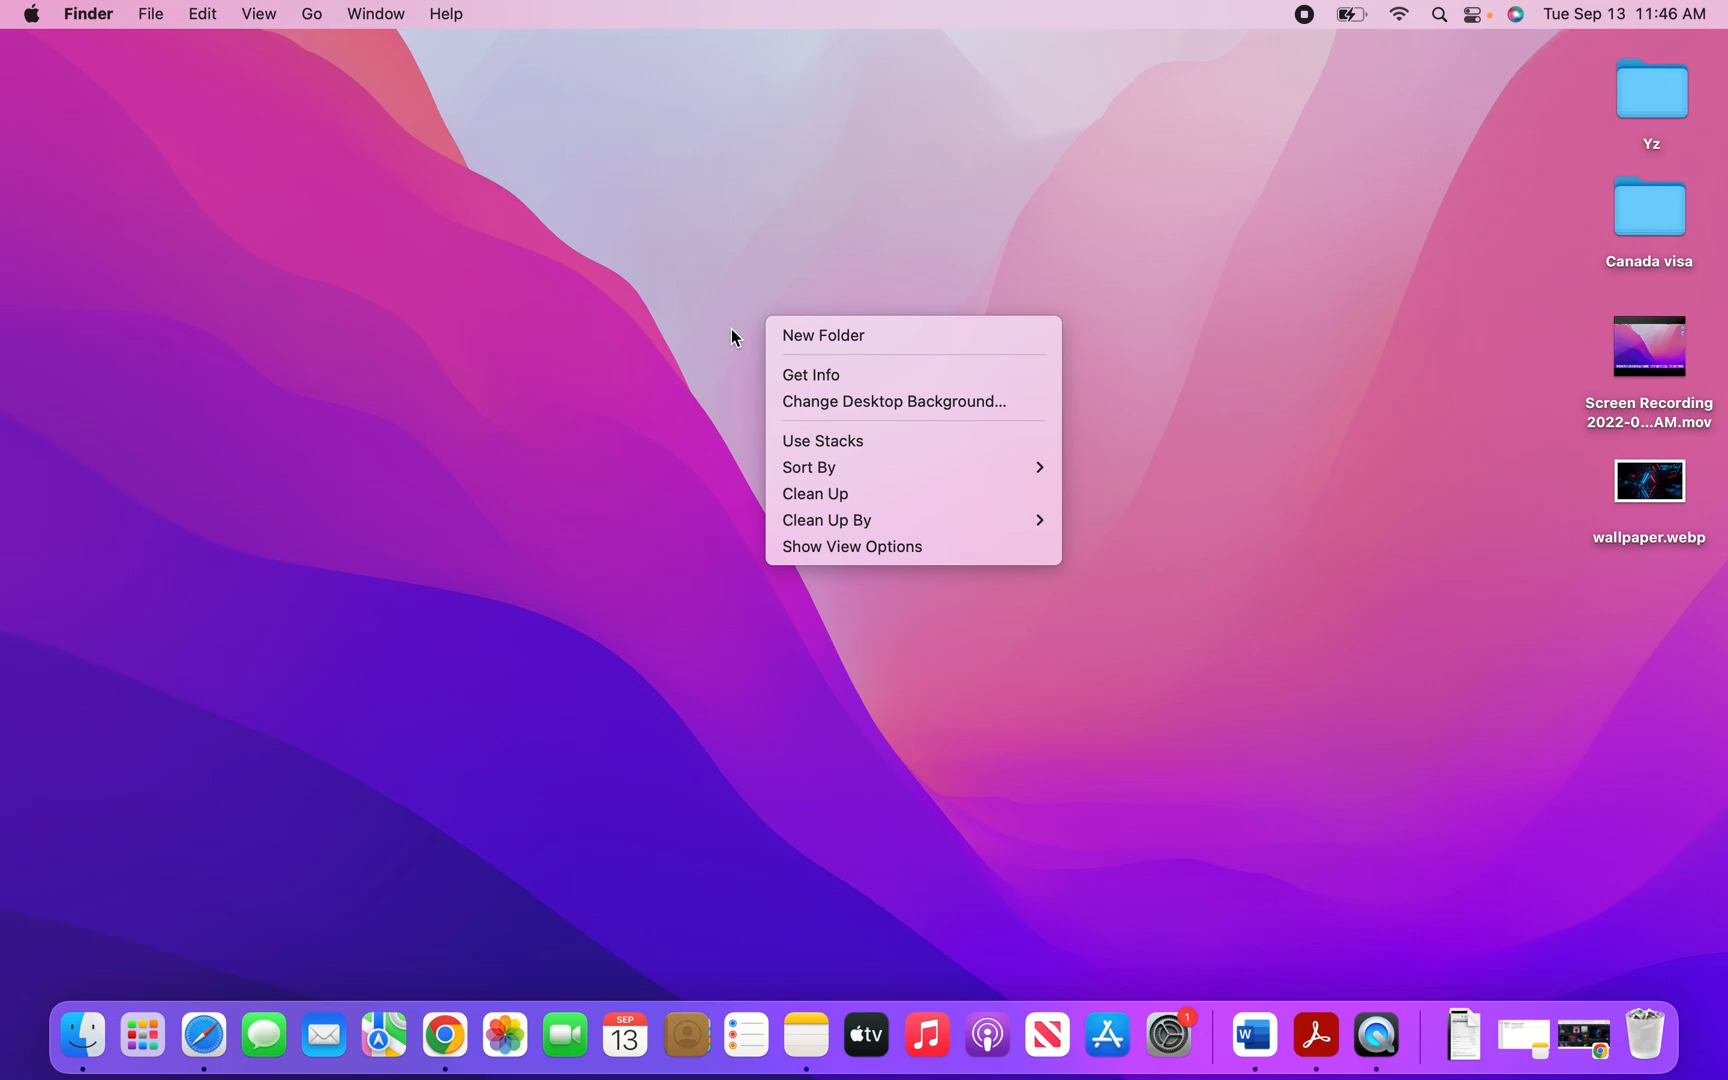 Finder File Edit View Go Window Help Tue Sep 13 11:46 AM
Yz
Canada visa
New Folder
Get Info
Change Desktop Background...
Use Stacks
Sort By
Clean Up
Clean Up By
Show View Options
Screen Recording
2022-0...AM.mov
wallpaper.webp
SEP
13
tv
1
W